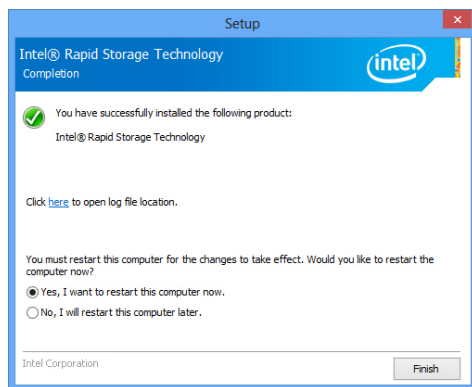 Setup
Intel® Rapid Storage Technology
Completion
intel
You have successfully installed the following product:
Intel® Rapid Storage Technology
Click here to open log file location.
You must restart this computer for the changes to take effect. Would you like to restart the
computer now?
Yes, I want to restart this computer now.
No, I will restart this computer later.
Intel Corporation
Finish